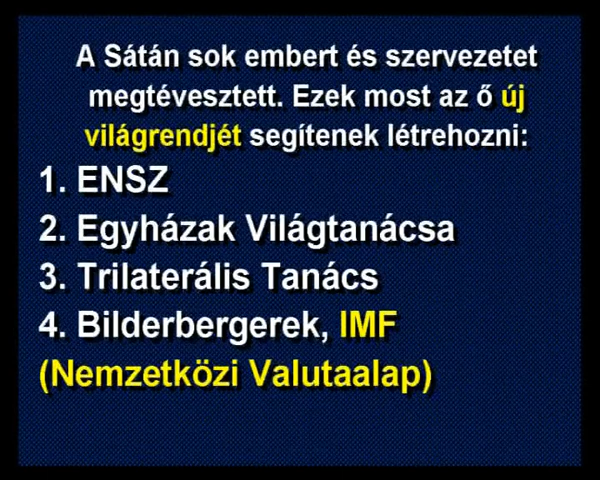 A Sátán sok embert és szervezetet
megtévesztett. Ezek most az ő új
világrendjét segítenek létrehozni:
1. ENSZ
2. Egyházak Világtanácsa
3. Trilaterális Tanács
4. Bilderbergerek, IMF
(Nemzetközi Valutaalap)